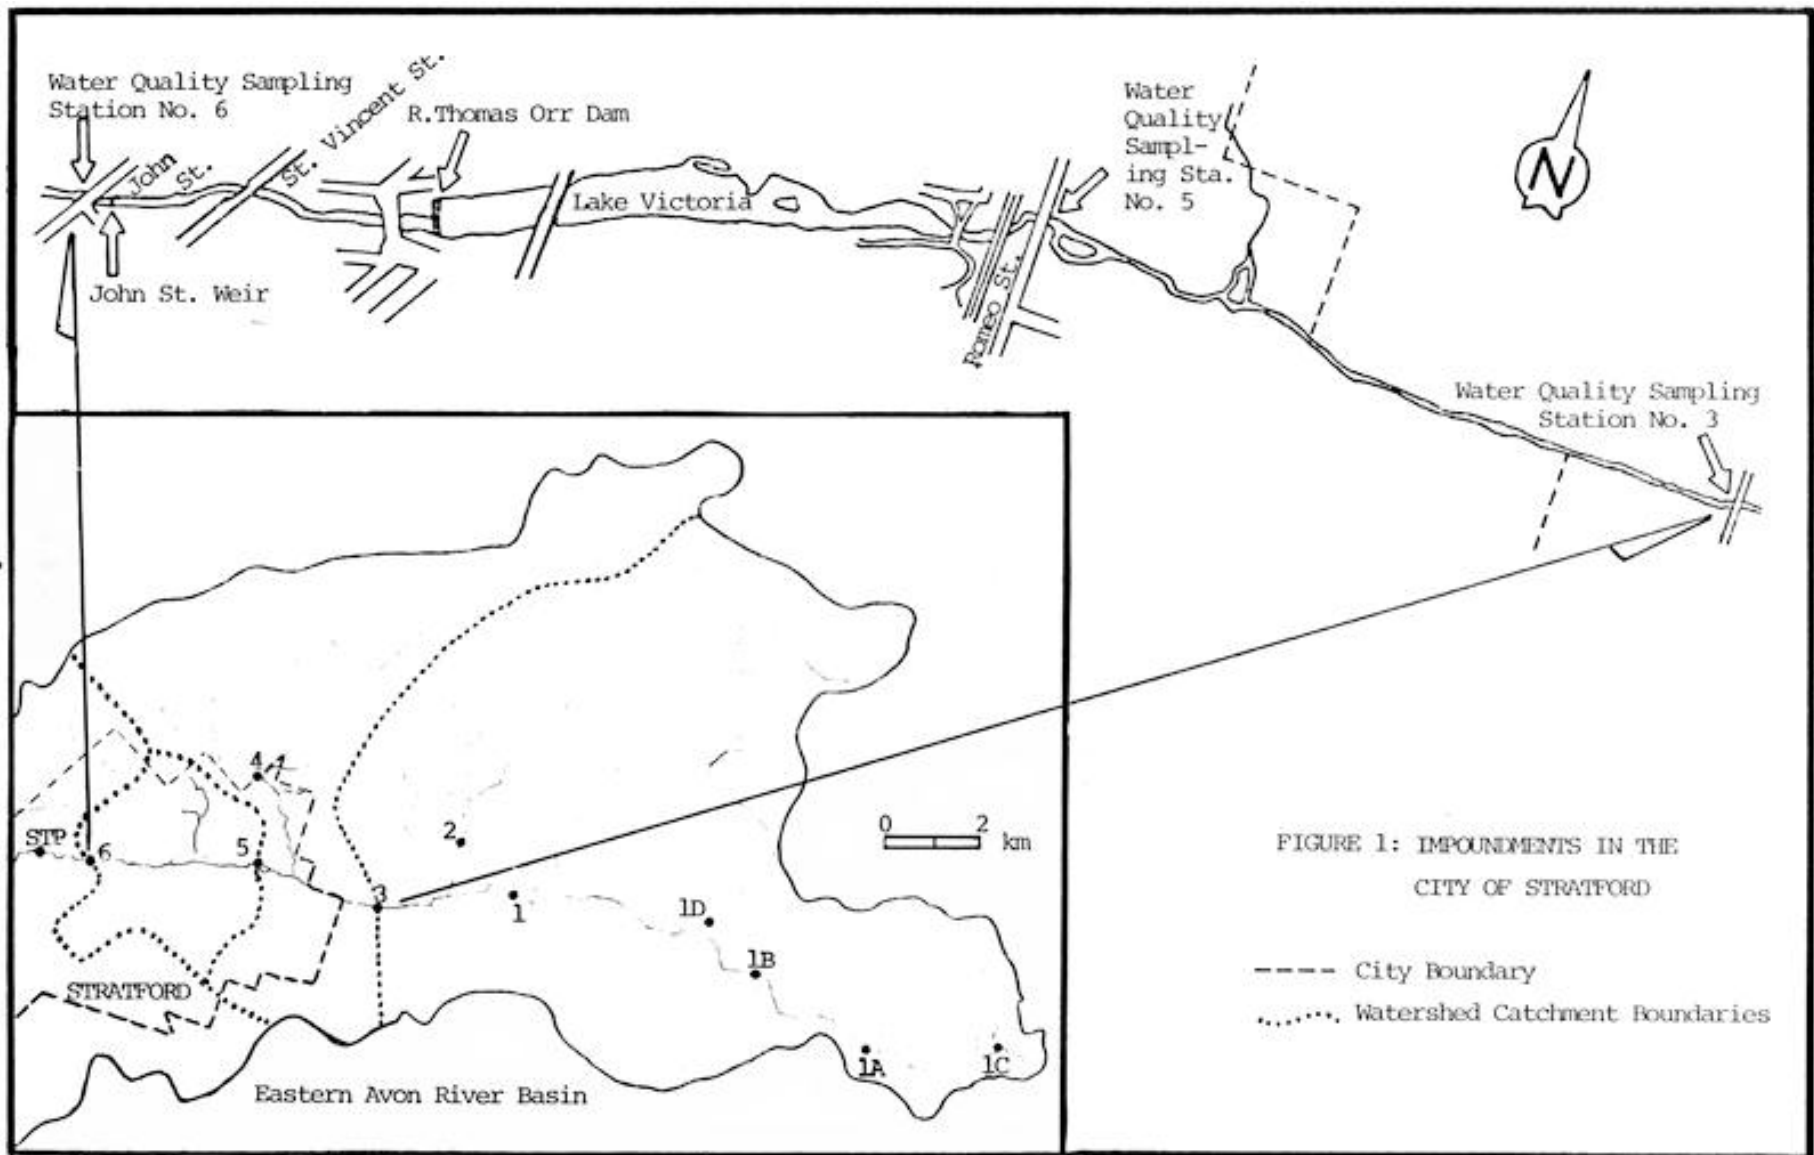 Water Quality Sampling
Station No. 6
John
St.
St. Vincent St.
R.Thomas Orr Dam
Lake Victoria
Water
Quality
Sampl-
ing Sta.
No. 5
N
John St. Weir
Romeo St.
Water Quality Sampling
Station No. 3
4
STP
6
5
2
3
1
1D
1B
1A
1C
0 2
km
STRATFORD
Eastern Avon River Basin
FIGURE 1: IMPOUNDMENTS IN THE
CITY OF STRATFORD
City Boundary
Watershed Catchment Boundaries